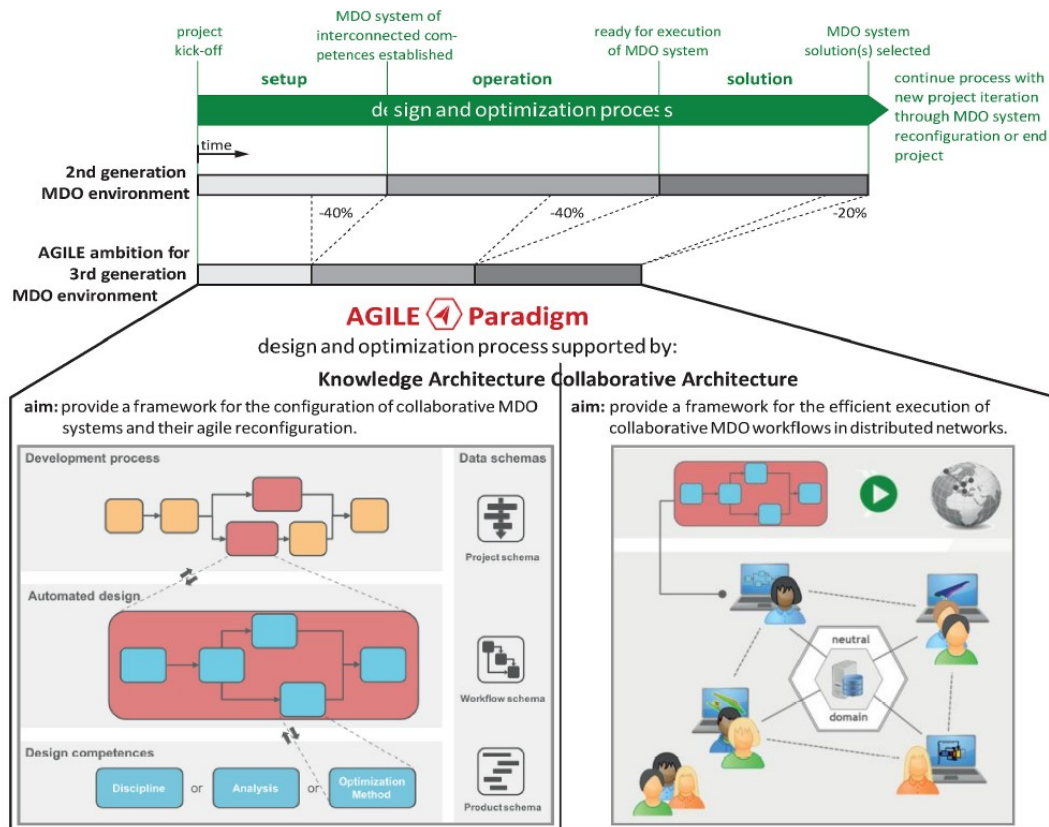 project
kick-off
MDO system of
interconnected com-
petences established
ready for execution
of MDO system
MDO system
solution(s) selected
setup
operation
solution
design and optimization process
continue process with
new project iteration
through MDO system
reconfiguration or end
project
time
2nd generation
MDO environment
-40%
-40%
-20%
AGILE ambition for
3rd generation
MDO environment
AGILE Paradigm
design and optimization process supported by:
Knowledge Architecture
Collaborative Architecture
aim: provide a framework for the configuration of collaborative MDO
systems and their agile reconfiguration.
aim: provide a framework for the efficient execution of
collaborative MDO workflows in distributed networks.
Development process
Data schemas
Project schema
Automated design
Workflow schema
Design competences
Discipline
or
Analysis
or
Optimization
Method
Product schema
neutral
domain